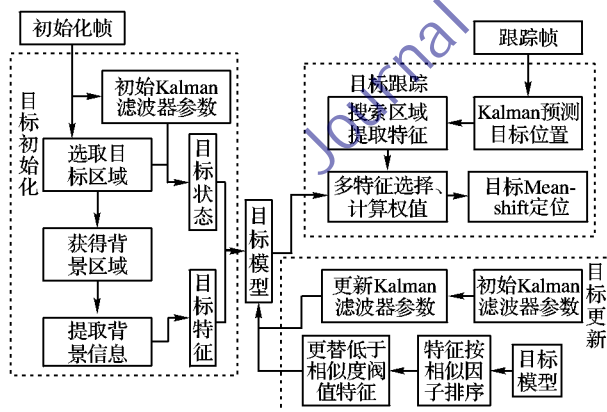 初始化帧
跟踪帧
目标初始化
初始Kalman
滤波器参数
选取目
标区域
目标状态
获得背
景区域
提取背
景信息
目标特征
目标模型
目标跟踪
搜索区域
提取特征
Kalman预测
目标位置
多特征选择、
计算权值
目标Mean-
shift定位
目标更新
更新Kalman
滤波器参数
初始Kalman
滤波器参数
更替低于
相似度阀
值特征
特征按
相似因
子排序
目标
模型
Journal